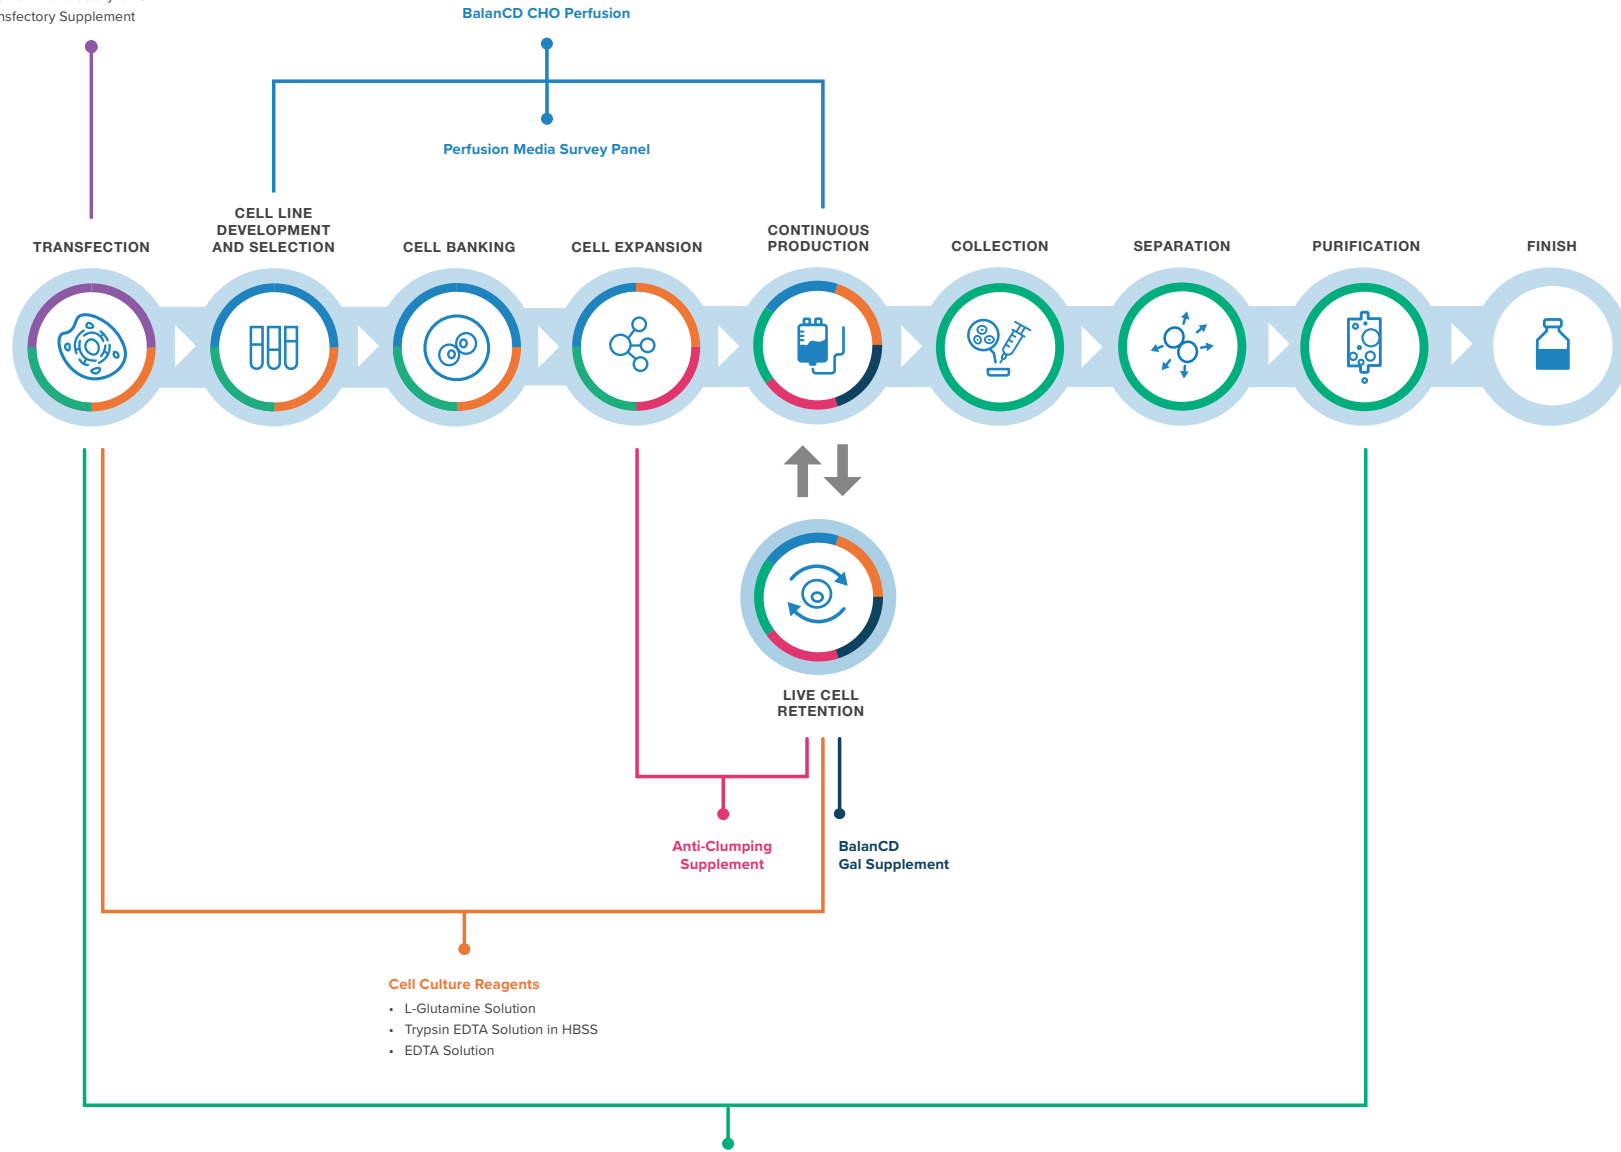 nsfectory Supplement
BalanCD CHO Perfusion
Perfusion Media Survey Panel
TRANSFECTION
CELL LINE
DEVELOPMENT
AND SELECTION
CELL BANKING
CELL EXPANSION
CONTINUOUS
PRODUCTION
COLLECTION
SEPARATION
PURIFICATION
FINISH
LIVE CELL
RETENTION
Anti-Clumping
Supplement
BalanCD
Gal Supplement
Cell Culture Reagents
• L-Glutamine Solution
• Trypsin EDTA Solution in HBSS
• EDTA Solution